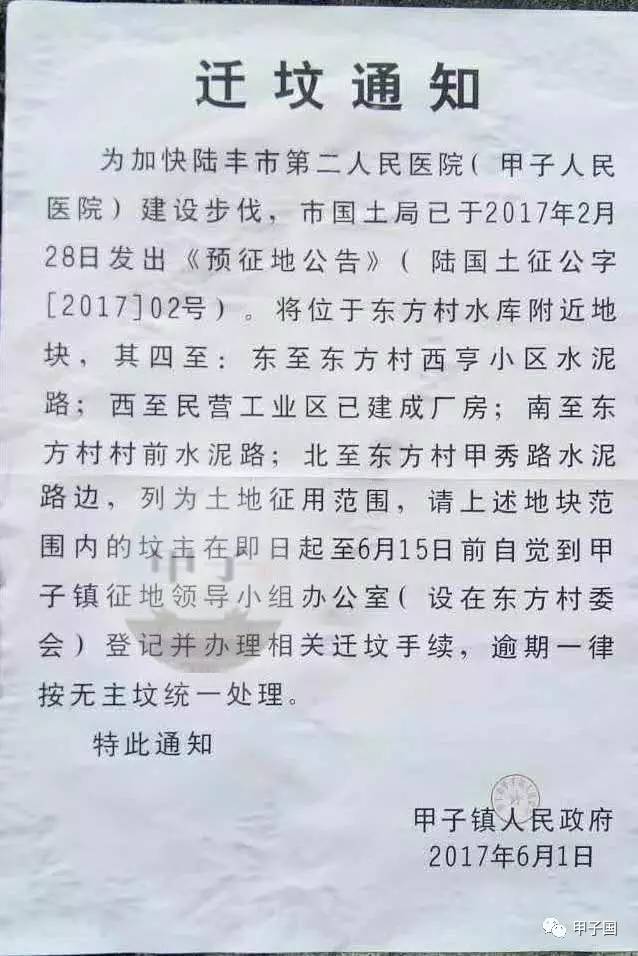 迁坟通知
为加快陆丰市第二人民医院（甲子人民
医院）建设步伐，市国土局已于2017年2月
28日发出《预征地公告》（陆国土征公字
[2017]02号）。将位于东方村水库附近地
块，其四至：东至东方村西亨小区水泥
路；西至民营工业区已建成厂房；南至东
方村村前水泥路；北至东方村甲秀路水泥
路边，列为土地征用范围，请上述地块范
围内的坟主在即日起至6月15日前自觉到甲
子镇征地领导小组办公室（设在东方村委
会）登记并办理相关迁坟手续，逾期一律
按无主坟统一处理。
特此通知
甲子镇人民政府
2017年6月1日
甲子
甲子国